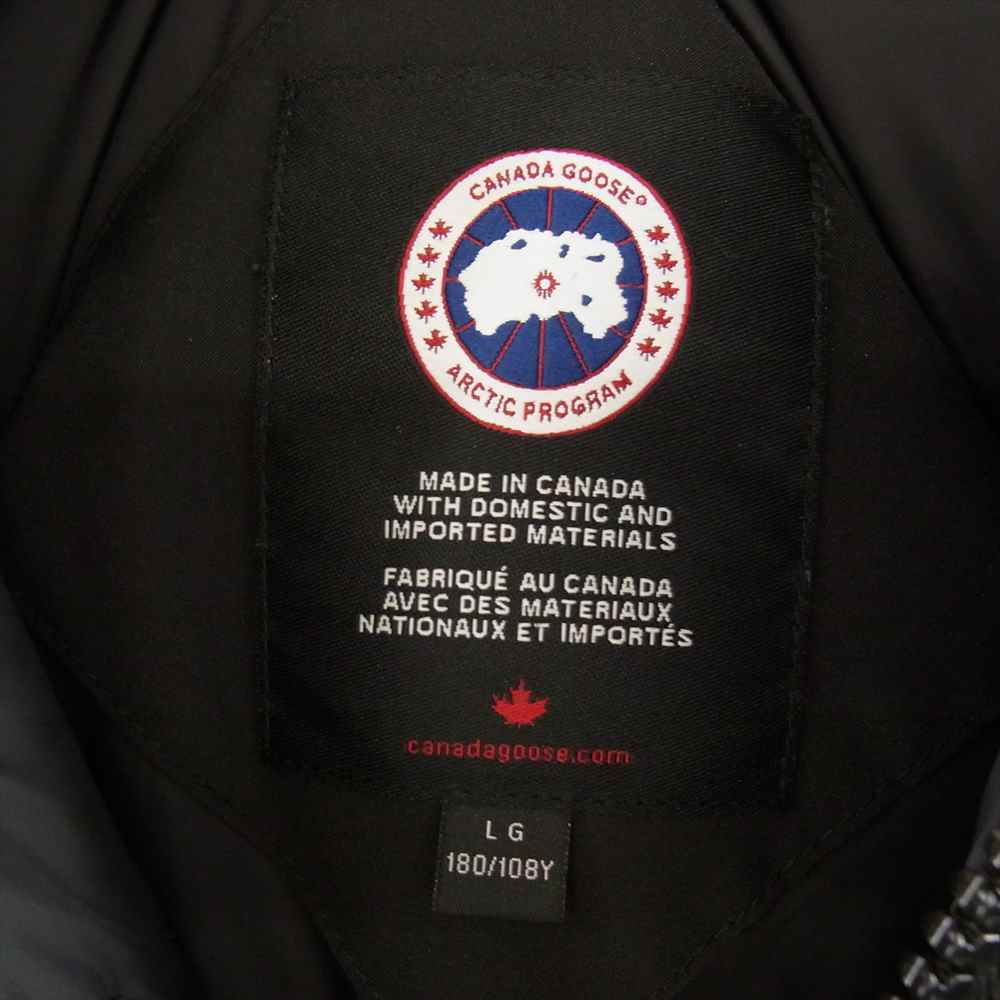 CANADA GOOSE®
ARCTIC PROGRAM
MADE IN CANADA
WITH DOMESTIC AND
IMPORTED MATERIALS
FABRIQUÉ AU CANADA
AVEC DES MATERIAUX
NATIONAUX ET IMPORTÉS
canadagoose.com
LG
180/108Y